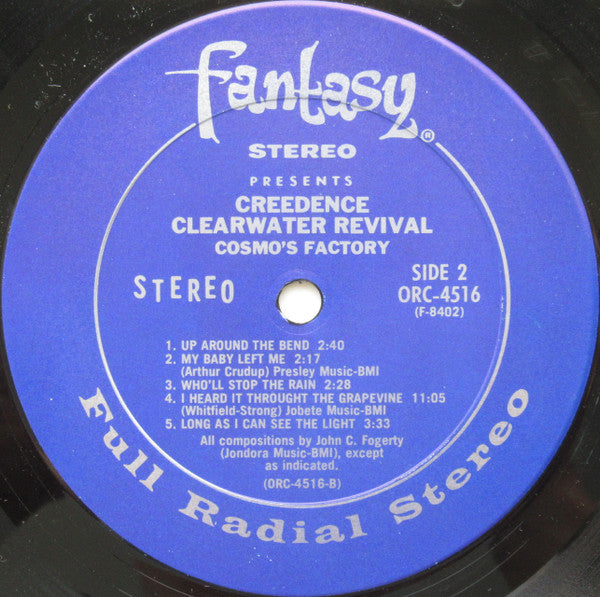 fantasy®
STEREO
PRESENTS
CREEDENCE
CLEARWATER REVIVAL
COSMO'S FACTORY
STEREO
SIDE 2
ORC-4516
(F-8402)
1. UP AROUND THE BEND 2:40
2. MY BABY LEFT ME 2:17
(Arthur Crudup) Presley Music-BMI
3. WHO'LL STOP THE RAIN 2:28
4. I HEARD IT THROUGHT THE GRAPEVINE 11:05
(Whitfield-Strong) Jobete Music-BMI
5. LONG AS I CAN SEE THE LIGHT 3:33
All compositions by John C. Fogerty
(Jondora Music-BMI), except
as indicated.
(ORC-4516-B)
Full Radial Stereo